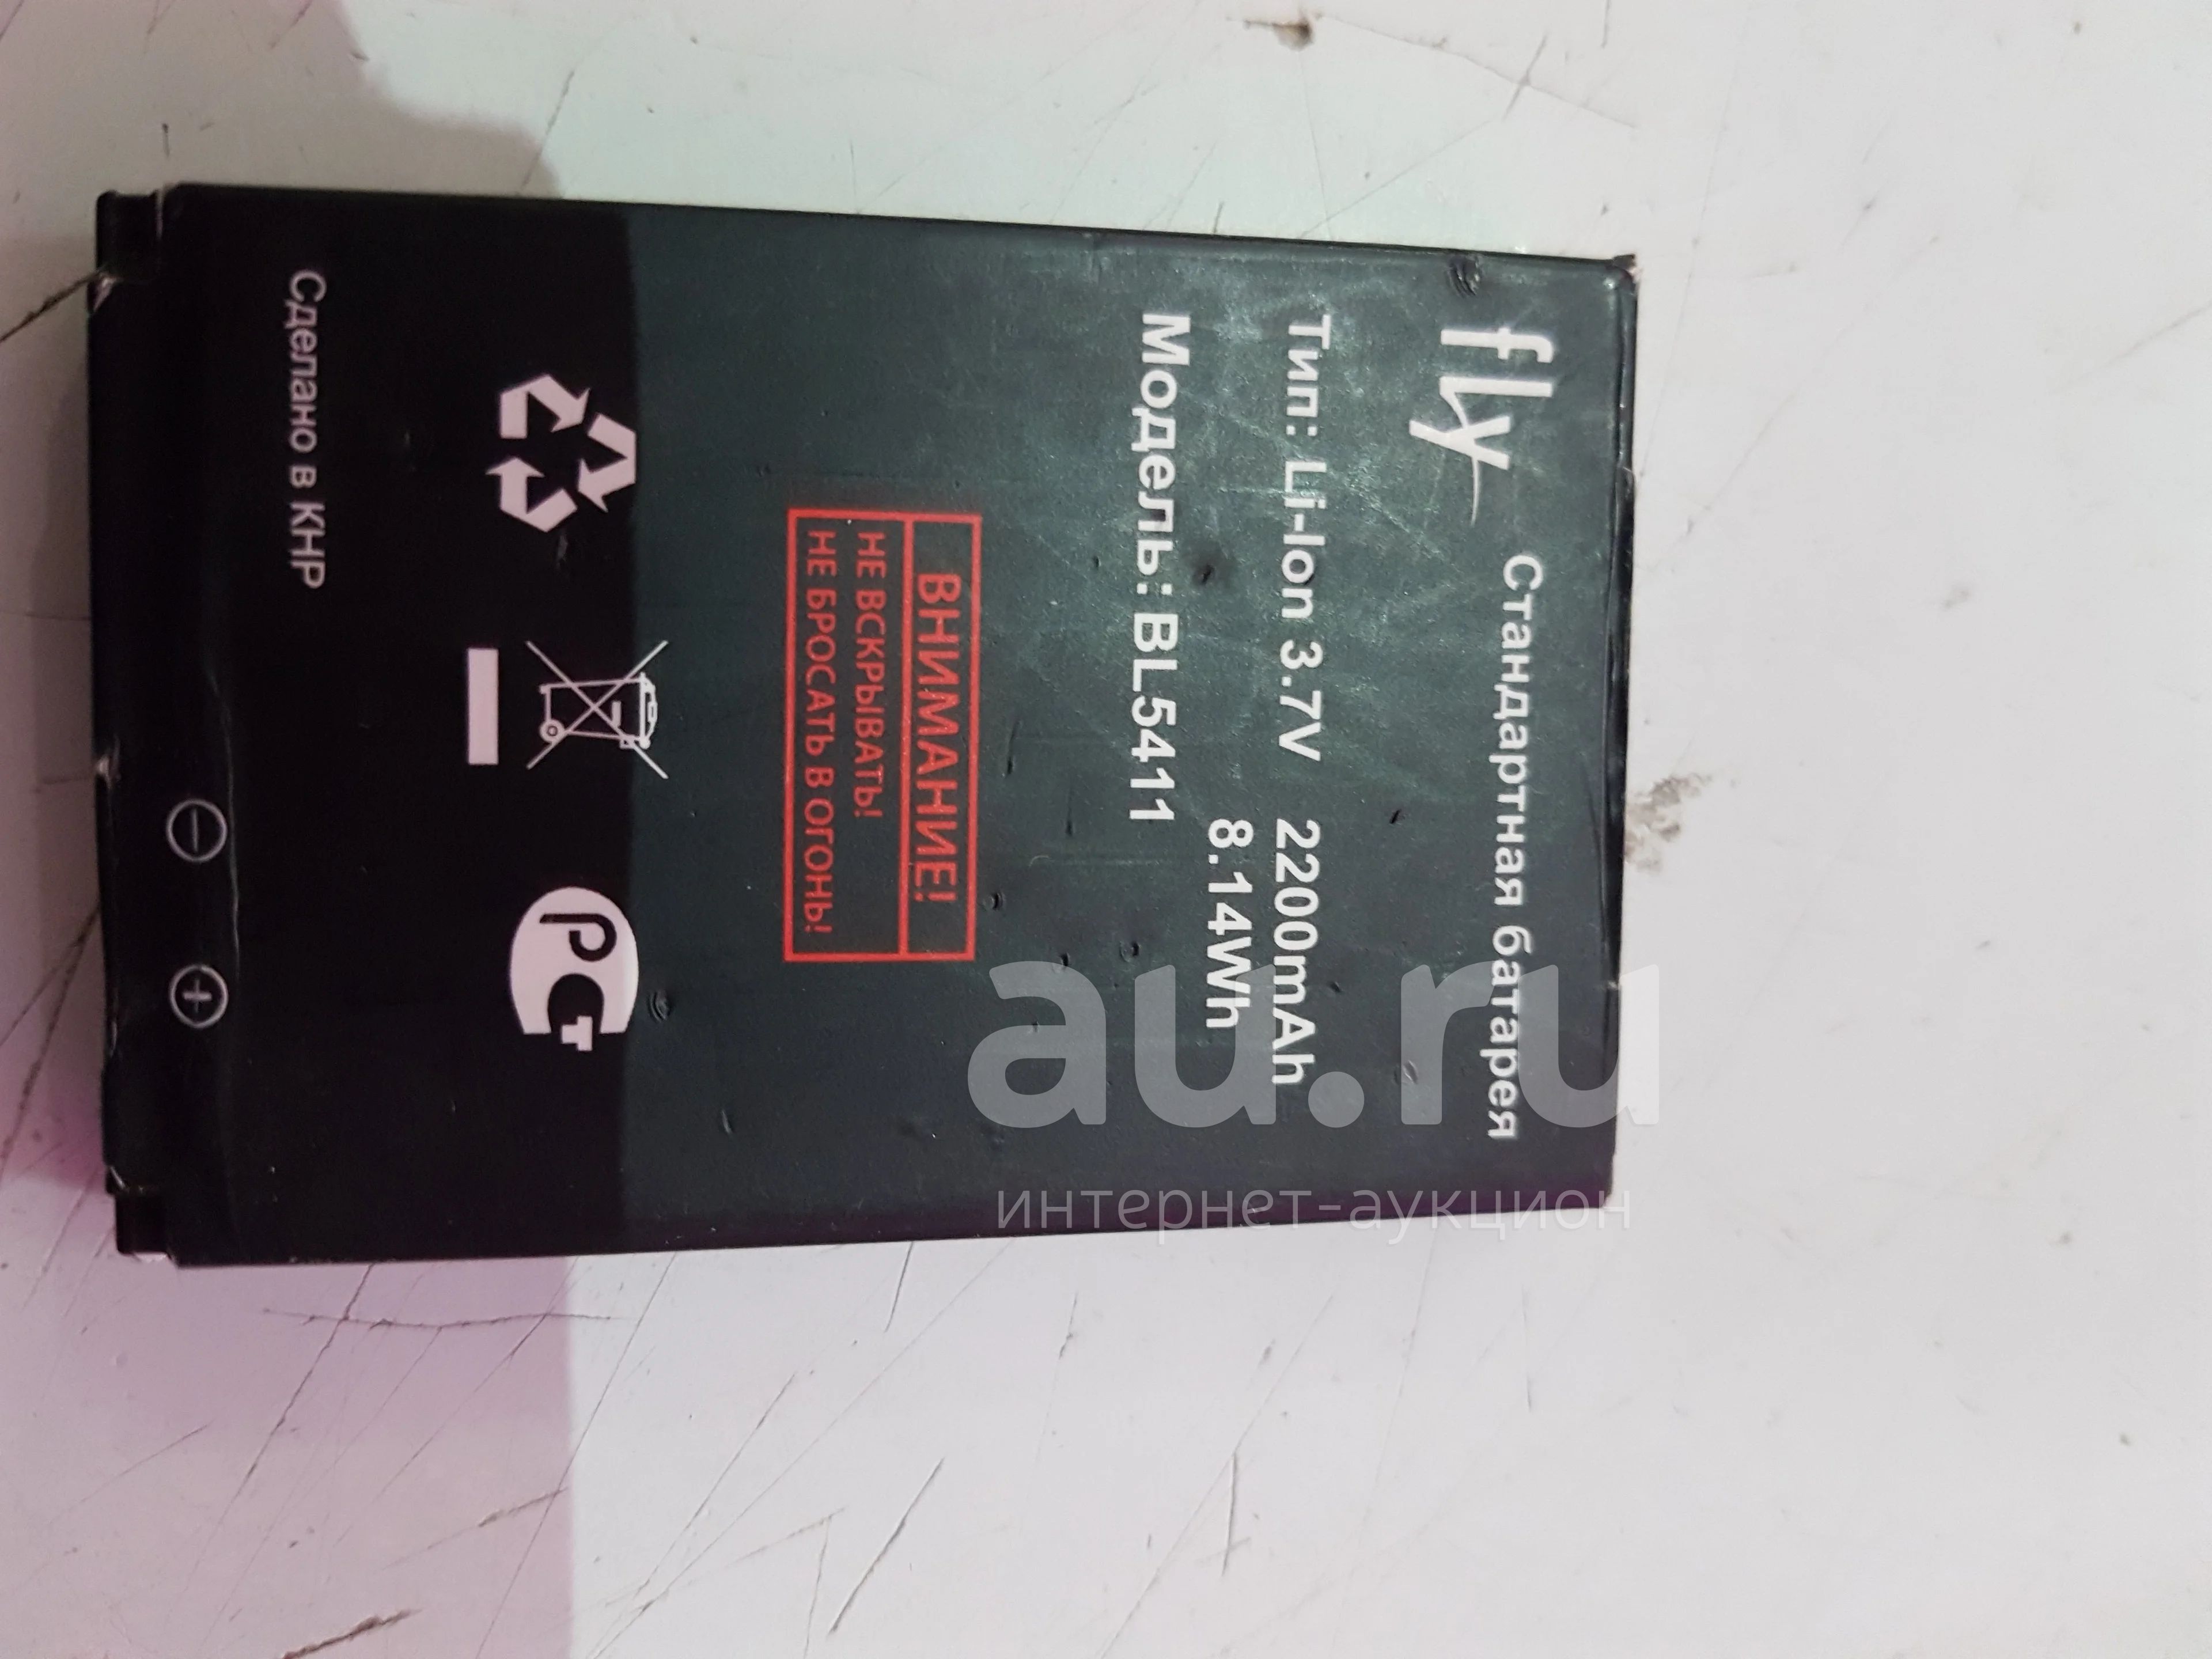 fly
Стандартная батарея
Тип: Li-Ion 3.7V 2200mAh
8.14Wh
Модель: BL5411
ВНИМАНИЕ!
НЕ ВСКРЫВАТЬ!
НЕ БРОСАТЬ В ОГОНЬ!
РС
Сделано в КНР
au.ru
интернет-аукцион